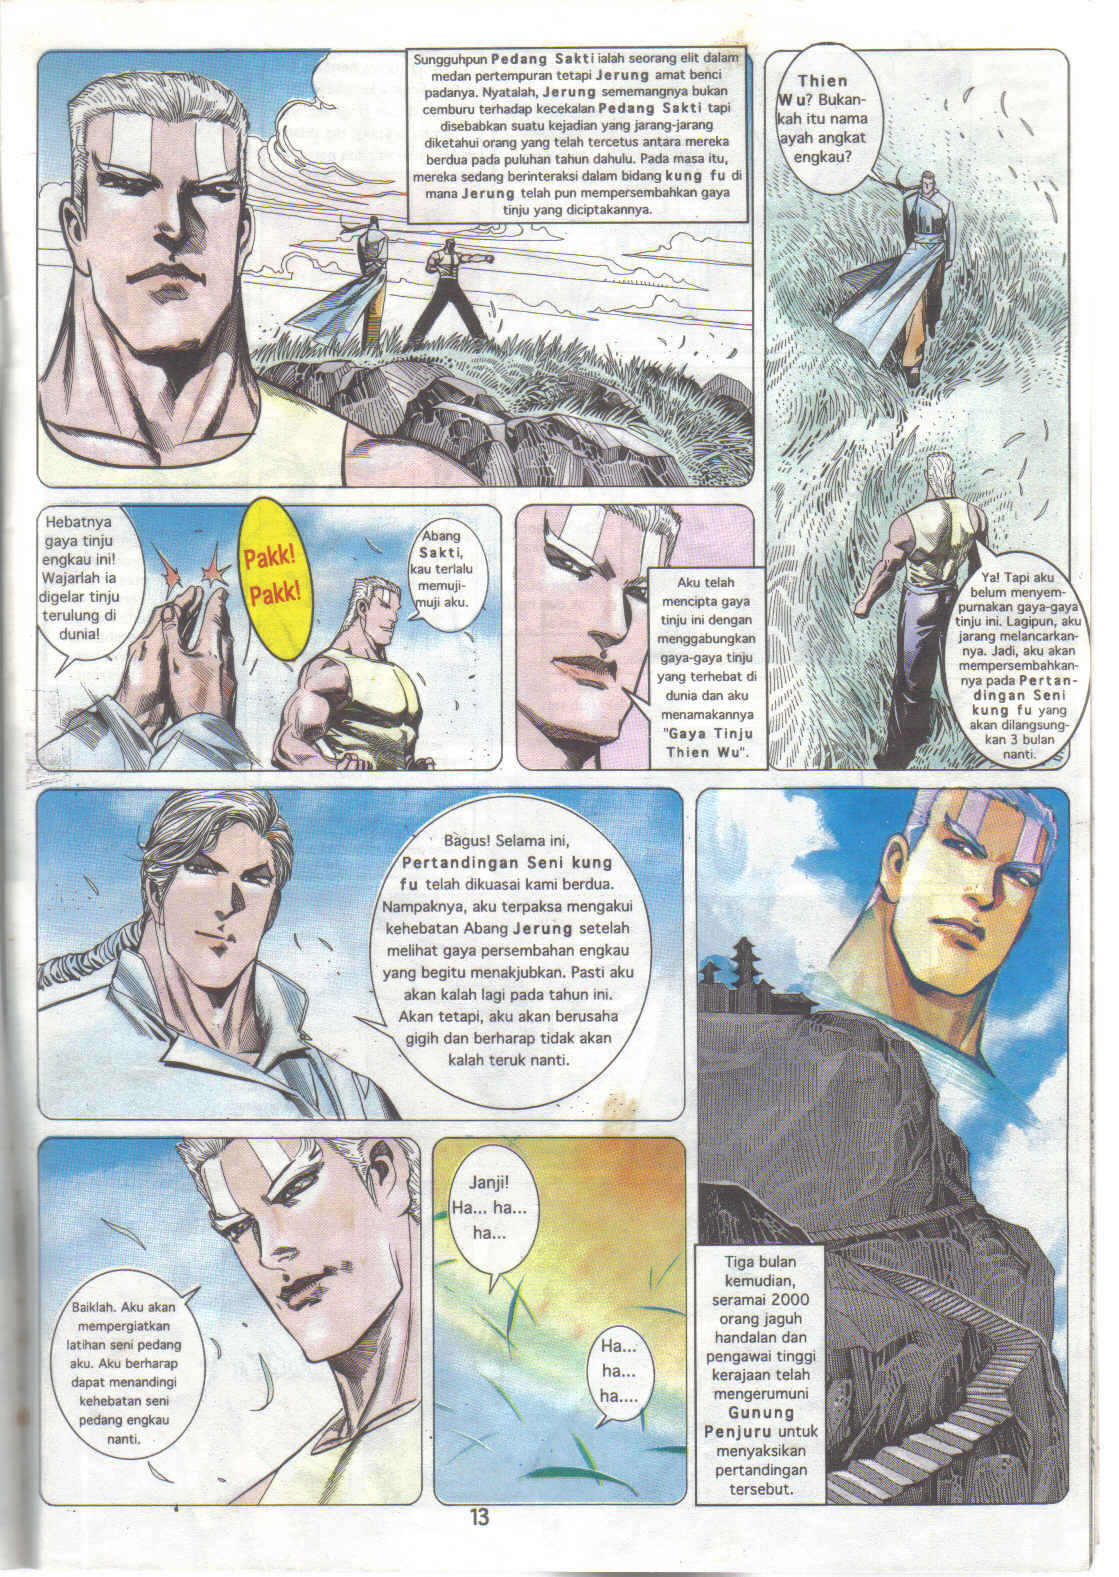 Sungguhpun Pedang Sakti ialah seorang elit dalam
medan pertempuran tetapi Jerung amat benci
padanya. Nyatalah, Jerung sememangnya bukan
cemburu terhadap kecekalan Pedang Sakti tapi
disebabkan suatu kejadian yang jarang-jarang
diketahui orang yang telah tercetus antara mereka
berdua pada puluhan tahun dahulu. Pada masa itu,
mereka sedang berinteraksi dalam bidang kung fu di
mana Jerung telah pun mempersembahkan gaya
tinju yang diciptakannya.
Hebatnya
gaya tinju
engkau ini!
Wajarlah ia
digelar tinju
terulung di
dunia!
Pakk!
Pakk!
Abang
Sakti,
kau terlalu
memuji-
muji aku.
Aku telah
mencipta gaya
tinju ini dengan
menggabungkan
gaya-gaya tinju
yang terhebat di
dunia dan aku
menamakannya
"Gaya Tinju
Thien Wu".
Thien
Wu? Bukan-
kah itu nama
ayah angkat
engkau?
Ya! Tapi aku
belum menyem-
purnakan gaya-gaya
tinju ini. Lagipun, aku
jarang melancarkan-
nya. Jadi, aku akan
mempersembahkan-
nya pada Pertan-
dingan Seni
kung fu yang
akan dilangsung-
kan 3 bulan
nanti.
Bagus! Selama ini,
Pertandingan Seni kung
fu telah dikuasai kami berdua.
Nampaknya, aku terpaksa mengakui
kehebatan Abang Jerung setelah
melihat gaya persembahan engkau
yang begitu menakjubkan. Pasti aku
akan kalah lagi pada tahun ini.
Akan tetapi, aku akan berusaha
gigih dan berharap tidak akan
kalah teruk nanti.
Baiklah. Aku akan
mempergiatkan
latihan seni pedang
aku. Aku berharap
dapat menandingi
kehebatan seni
pedang engkau
nanti.
Janji!
Ha... ha...
ha...
Ha...
ha...
ha....
Tiga bulan
kemudian,
seramai 2000
orang jaguh
handalan dan
pengawai tinggi
kerajaan telah
mengerumuni
Gunung
Penjuru untuk
menyaksikan
pertandingan
tersebut.
13